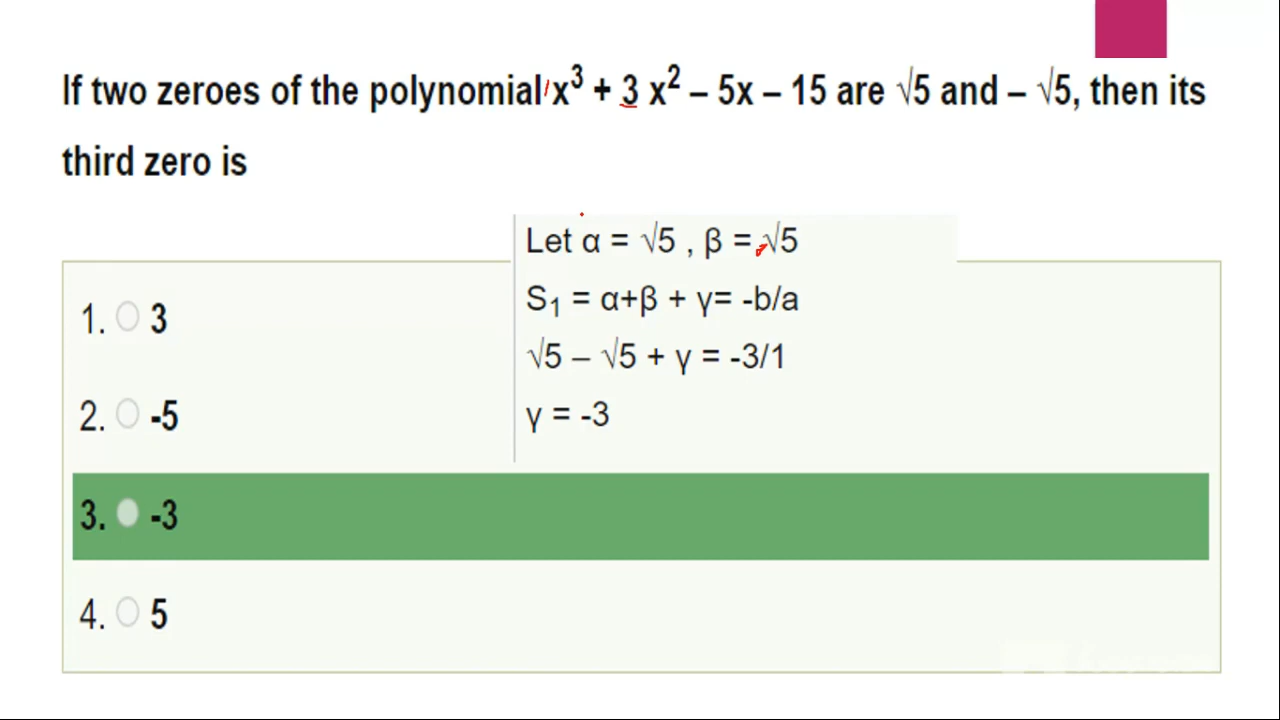 If two zeroes of the polynomial x³ + 3 x² – 5x – 15 are √5 and – √5, then its
third zero is
Let α = √5 , β = -√5
S₁ = α+β + γ= -b/a
√5 – √5 + γ = -3/1
γ = -3
1. 3
2. -5
3. -3
4. 5